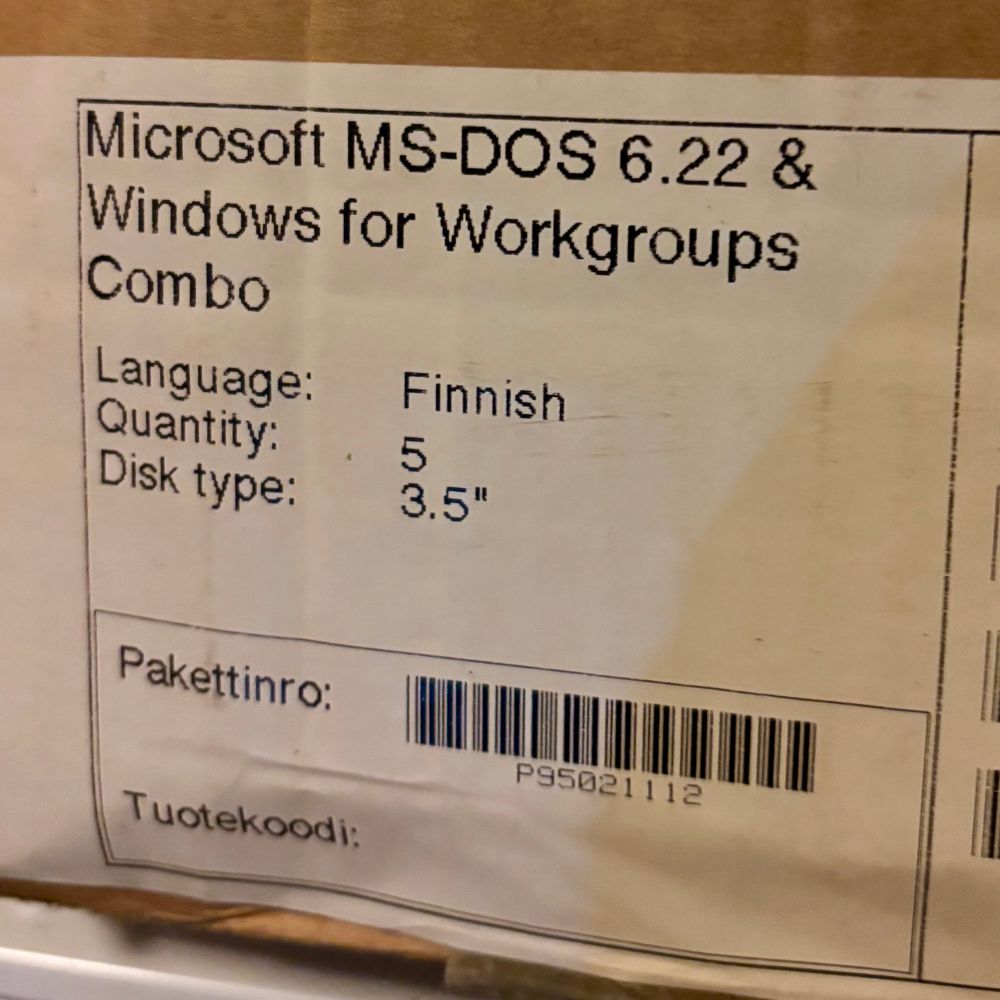 Microsoft MS-DOS 6.22 &
Windows for Workgroups
Combo
Language: Finnish
Quantity: 5
Disk type: 3.5"
Pakettinro:
P95021112
Tuotekoodi: